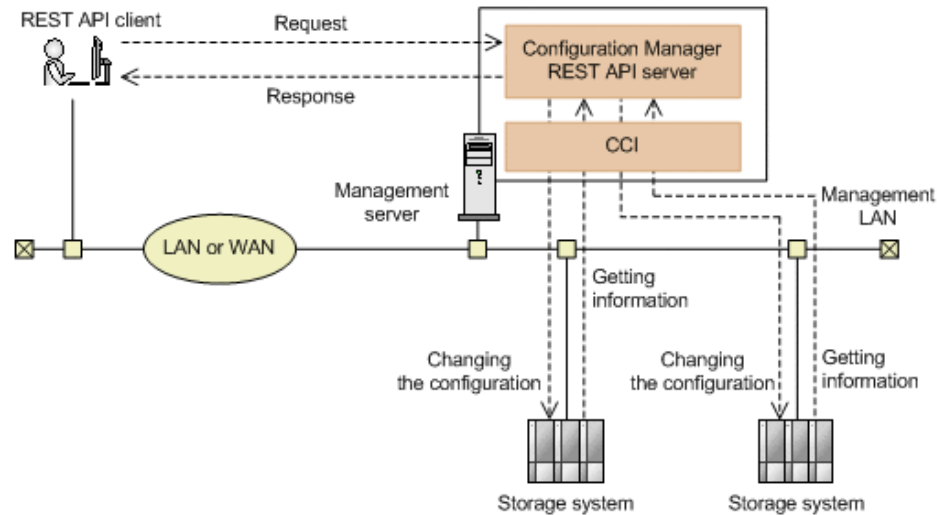 REST API client
Request
Configuration Manager
REST API server
Response
CCI
Management
server
Management
LAN
LAN or WAN
Getting
information
Changing
the configuration
Changing
the configuration
Getting
information
Storage system
Storage system